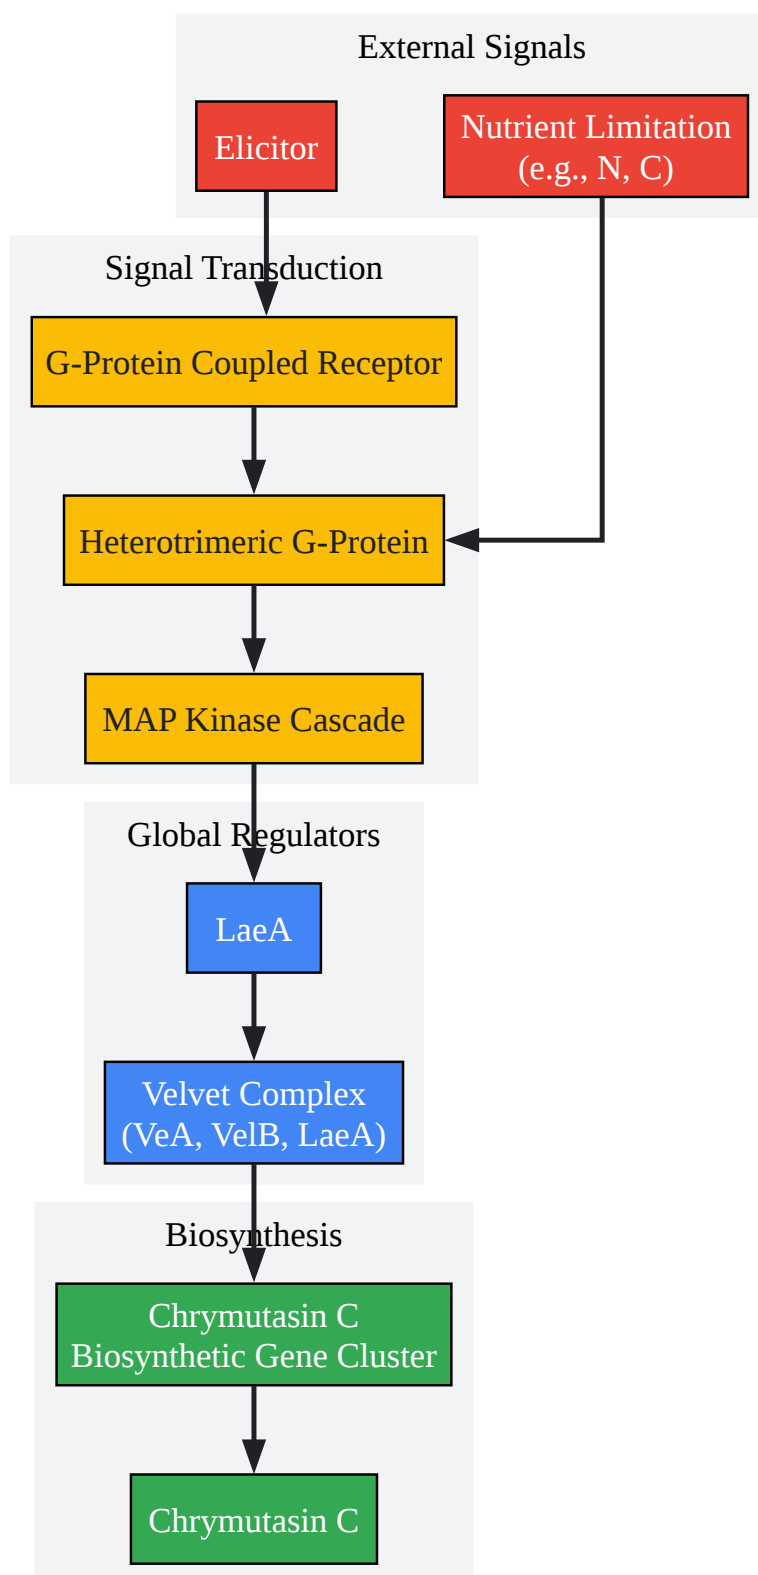 External Signals
Elicitor
Nutrient Limitation
(e.g., N, C)
Signal Transduction
G-Protein Coupled Receptor
Heterotrimeric G-Protein
MAP Kinase Cascade
Global Regulators
LaeA
Velvet Complex
(VeA, VelB, LaeA)
Biosynthesis
Chrymutasin C
Biosynthetic Gene Cluster
Chrymutasin C